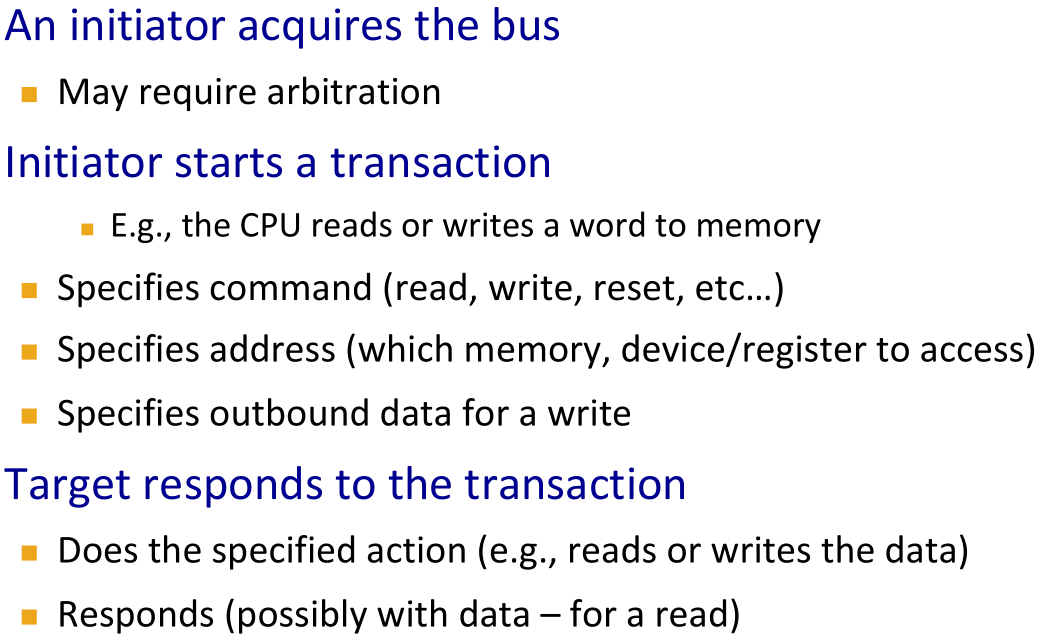 An initiator acquires the bus
May require arbitration
Initiator starts a transaction
E.g., the CPU reads or writes a word to memory
Specifies command (read, write, reset, etc…)
Specifies address (which memory, device/register to access)
Specifies outbound data for a write
Target responds to the transaction
Does the specified action (e.g., reads or writes the data)
Responds (possibly with data – for a read)